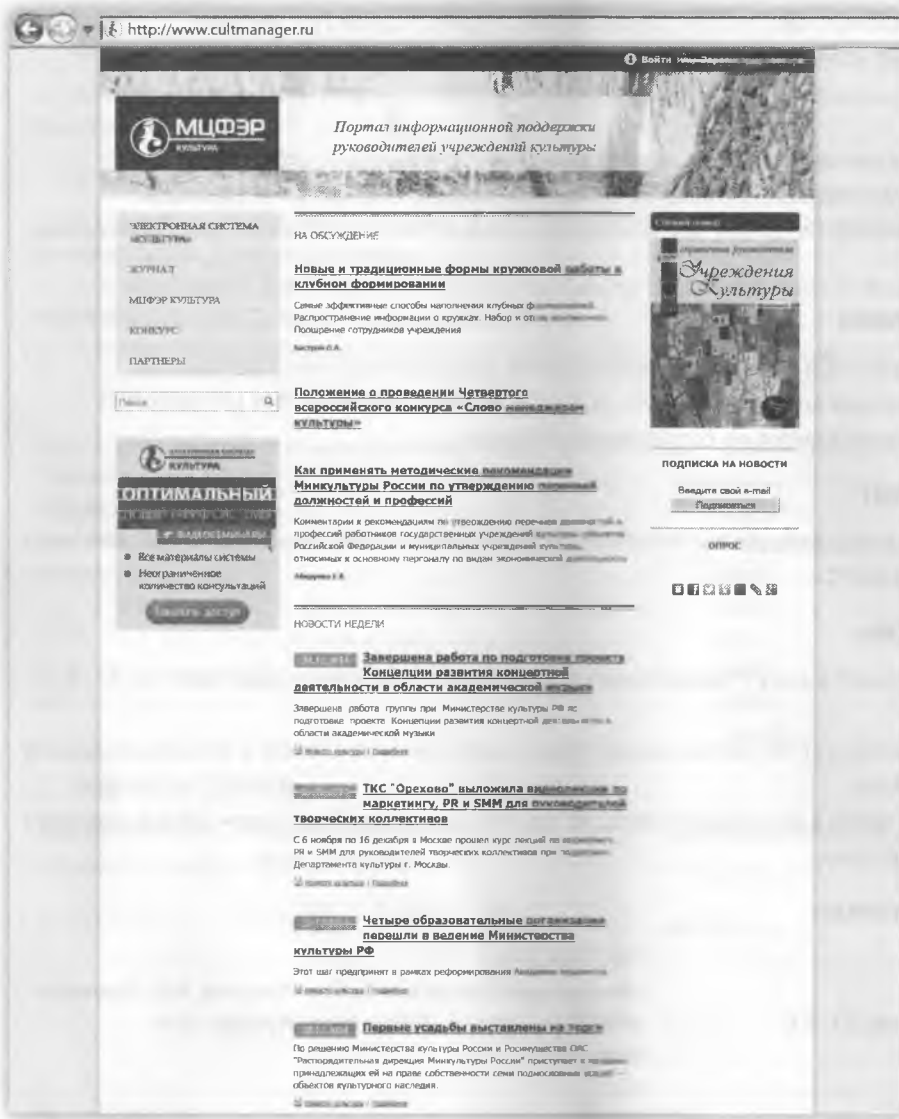 http://www.cultmanager.ru
Войти или
МЦФЭР
КУЛЬТУРА
Портал информационной поддержки
руководителей учреждений культуры
ЭЛЕКТРОННАЯ СИСТЕМА
«КУЛЬТУРА»
ЖУРНАЛ
МЦФЭР КУЛЬТУРА
КОНКУРС
ПАРТНЕРЫ
Поиск
КУЛЬТУРА
ОПТИМАЛЬНЫЙ
Все материалы системы
Неограниченное
количество консультаций
Заказать доступ
НА ОБСУЖДЕНИЕ
Новые и традиционные формы кружковой работы в
клубном формировании
Самые эффективные способы наполнения клубных
Распространение информации о кружках. Набор и
Поощрение сотрудников учреждения
Положение о проведении Четвертого
всероссийского конкурса «Слово менеджерам
культуры»
Как применять методические рекомендации
Минкультуры России по утверждению перечней
должностей и профессий
Комментарии к рекомендациям по утверждению перечней должностей и
профессий работников государственных учреждений культуры
Российской Федерации и муниципальных учреждений культуры,
относимых к основному персоналу по видам экономической деятельности
НОВОСТИ НЕДЕЛИ
Завершена работа по подготовке проекта
Концепции развития концертной
деятельности в области академической музыки
Завершена работа группы при Министерстве культуры РФ по
подготовке проекта Концепции развития концертной деятельности в
области академической музыки
ТКС "Орехово" выложила видеолекции по
маркетингу, PR и SMM для руководителей
творческих коллективов
С 6 ноября по 16 декабря в Москве прошел курс лекций по маркетингу,
PR и SMM для руководителей творческих коллективов при поддержке
Департамента культуры г. Москвы.
Четыре образовательные организации
перешли в ведение Министерства
культуры РФ
Этот шаг предпринят в рамках реформирования
Первые усадьбы выставлены на торги
По решению Министерства культуры России и Росимущества ОАО
"Распорядительная дирекция Минкультуры России" приступает к
принадлежащих ей на праве собственности семи подмосковных усадеб
объектов культурного наследия.
Справочник руководителя
Учреждения
Культуры
ПОДПИСКА НА НОВОСТИ
Введите свой e-mail
Подписаться
ОПРОС